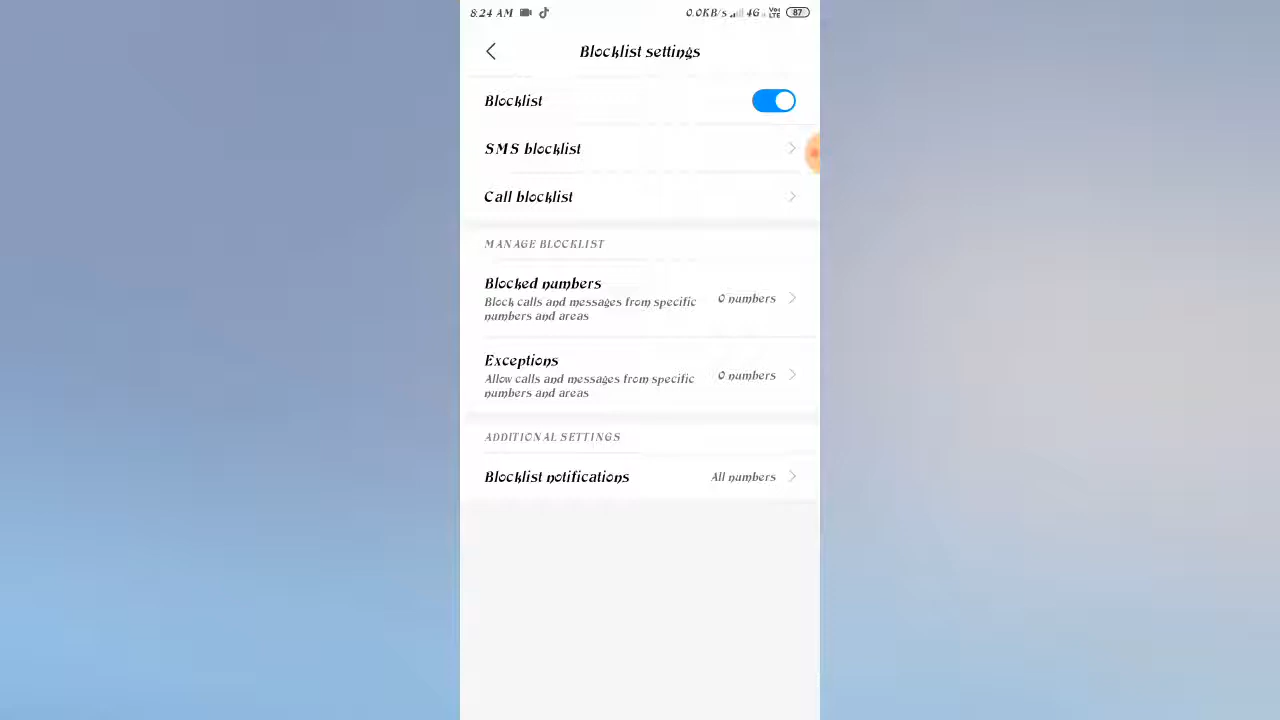 8:24 AM 0.0KB/s 4G Vo) LTE 87
Blocklist settings
Blocklist
SMS blocklist
Call blocklist
MANAGE BLOCKLIST
Blocked numbers
Block calls and messages from specific
numbers and areas
0 numbers
Exceptions
Allow calls and messages from specific
numbers and areas
0 numbers
ADDITIONAL SETTINGS
Blocklist notifications
All numbers